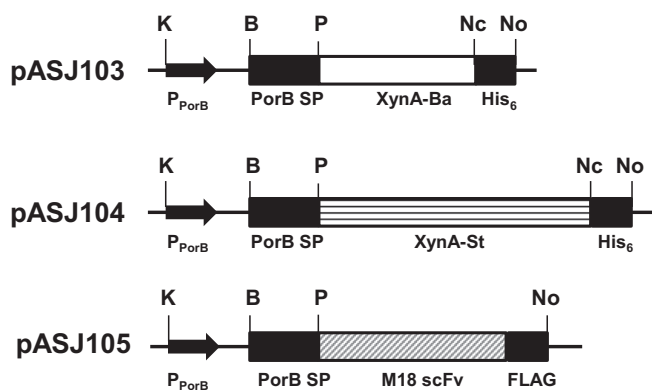 K B P Nc No
pASJ103
P_PorB PorB SP XynA-Ba His_6
K B P Nc No
pASJ104
P_PorB PorB SP XynA-St His_6
K B P No
pASJ105
P_PorB PorB SP M18 scFv FLAG